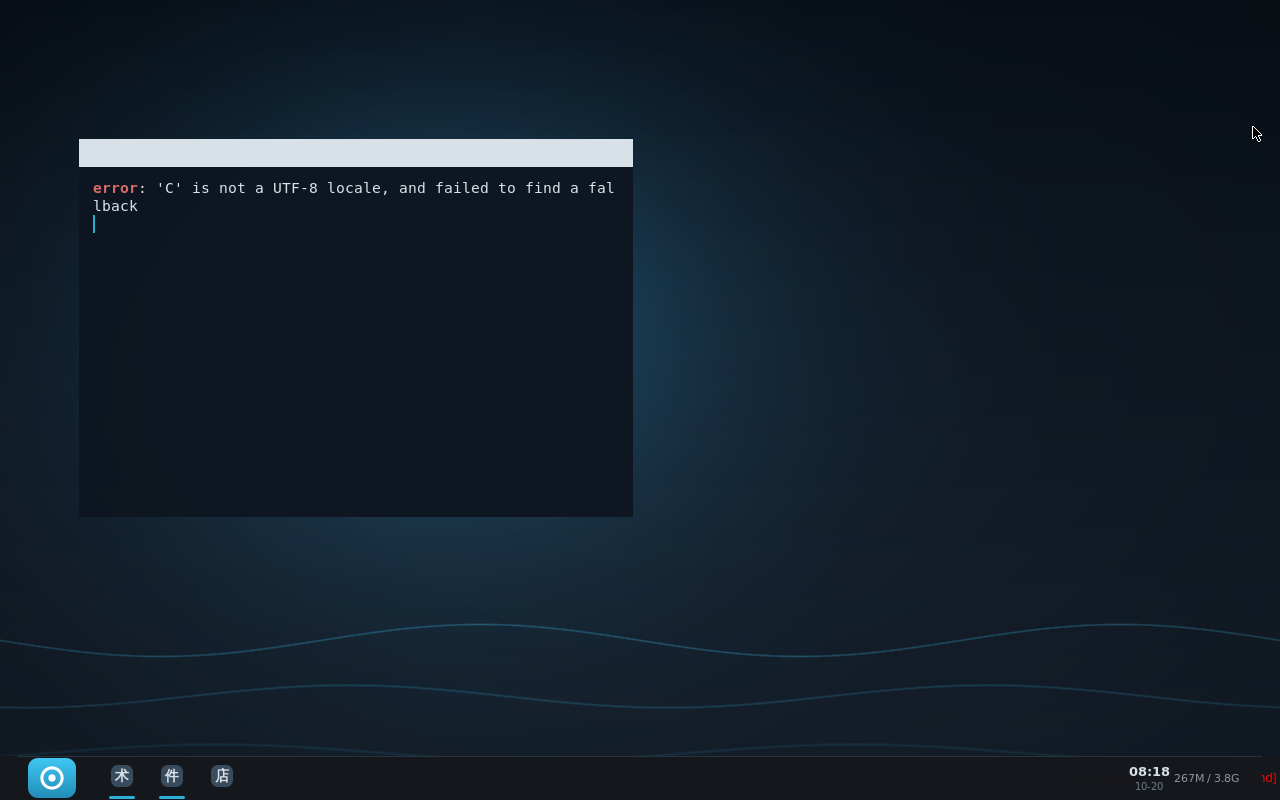 error: 'C' is not a UTF-8 locale, and failed to find a fal
lback
术 件 店
08:18
10-20
267M / 3.8G
nd]